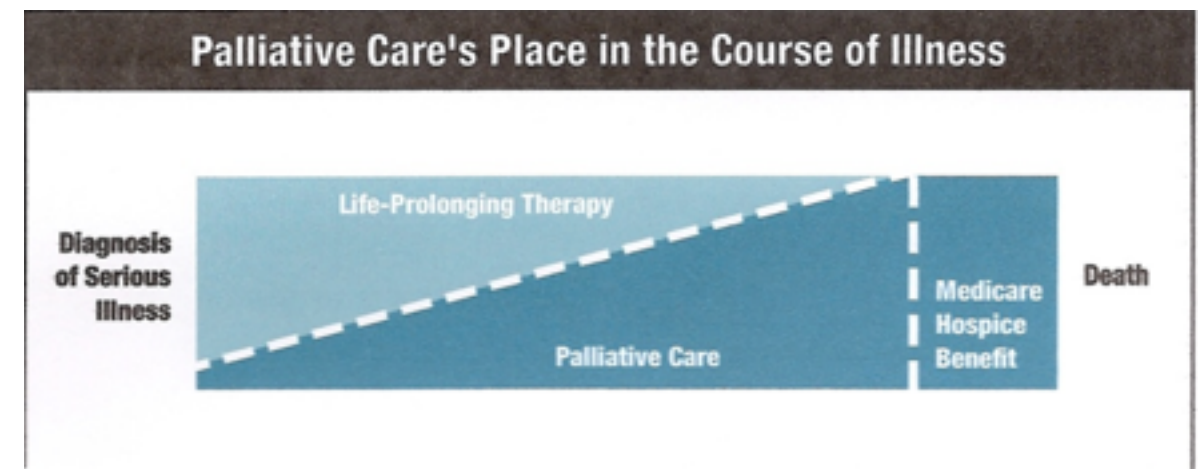 Palliative Care's Place in the Course of Illness
Life-Prolonging Therapy
Diagnosis
of Serious
Illness
Palliative Care
Medicare
Hospice
Benefit
Death